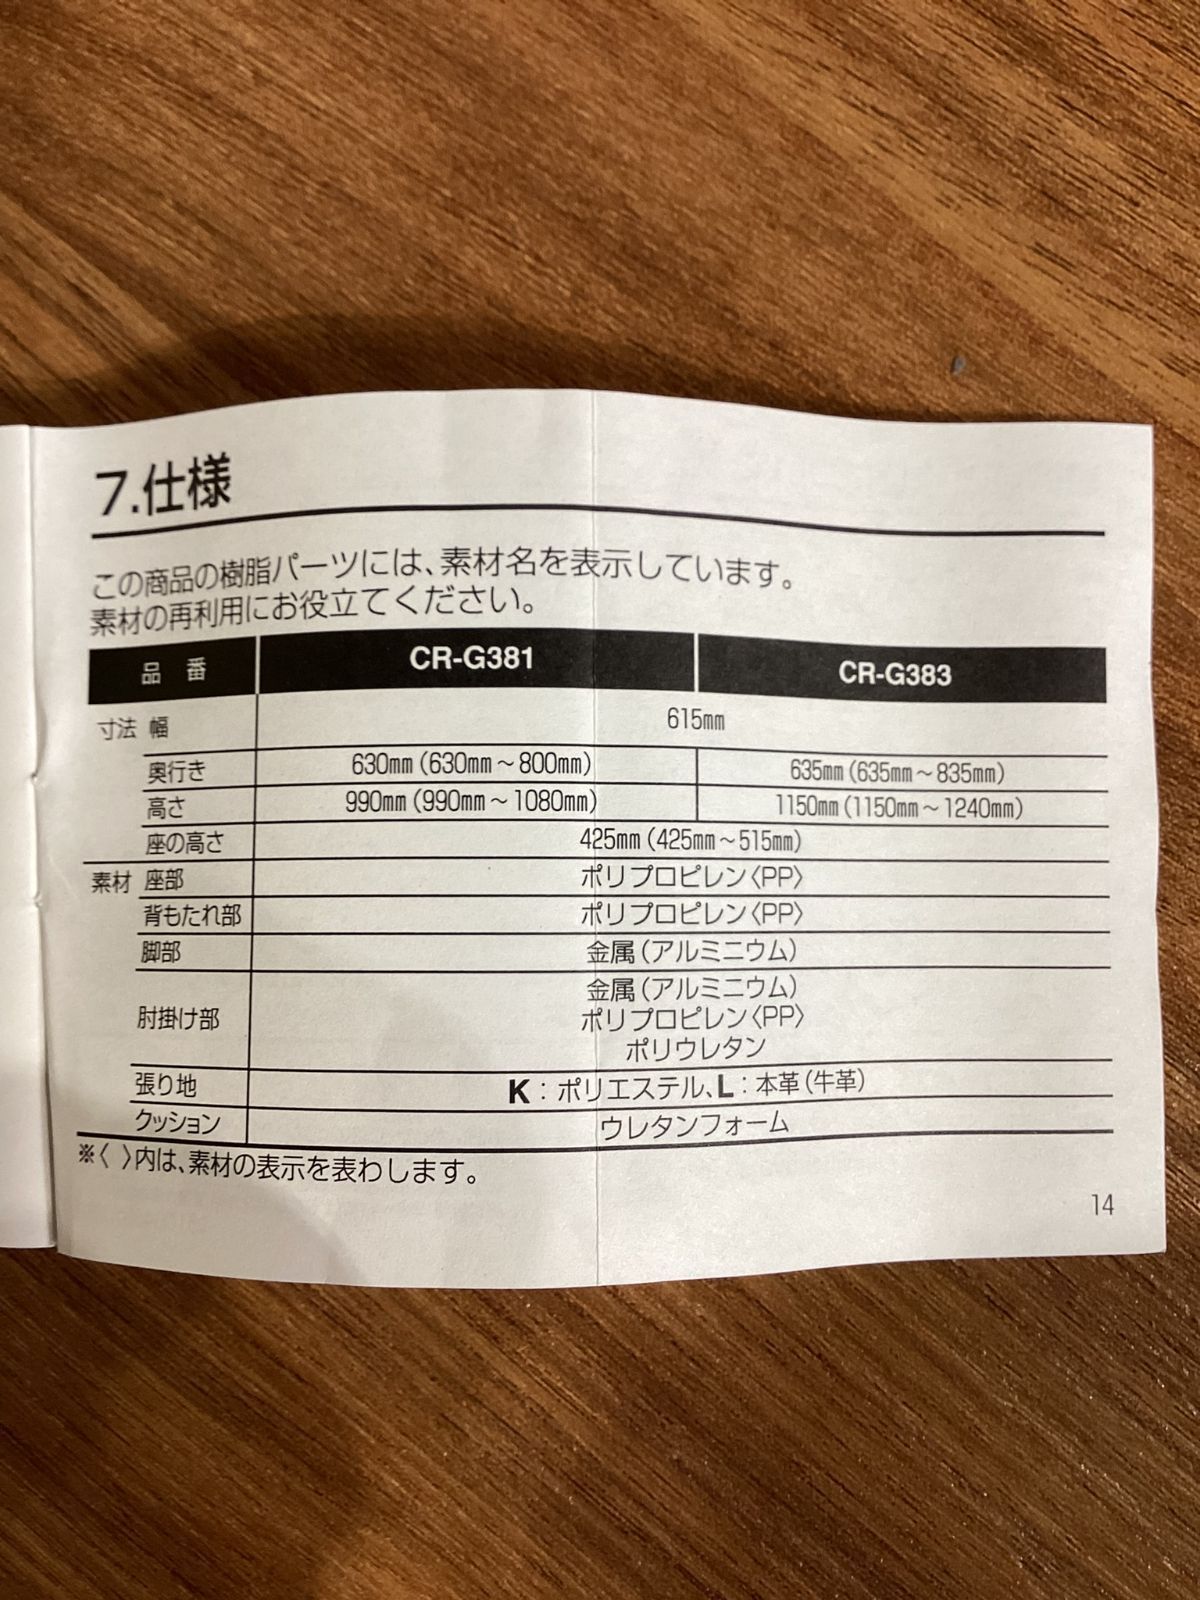 7.仕様
この商品の樹脂パーツには、素材名を表示しています。
素材の再利用にお役立てください。
品 番 CR-G381 CR-G383
寸法 幅 615mm
奥行き 630mm(630mm～800mm) 635mm(635mm～835mm)
高さ 990mm(990mm～1080mm) 1150mm(1150mm～1240mm)
座の高さ 425mm(425mm～515mm)
素材 座部 ポリプロピレン〈PP〉
背もたれ部 ポリプロピレン〈PP〉
脚部 金属(アルミニウム)
肘掛け部 金属(アルミニウム)
ポリプロピレン〈PP〉
ポリウレタン
張り地 K：ポリエステル、L：本革(牛革)
クッション ウレタンフォーム
※〈 〉内は、素材の表示を表わします。
14